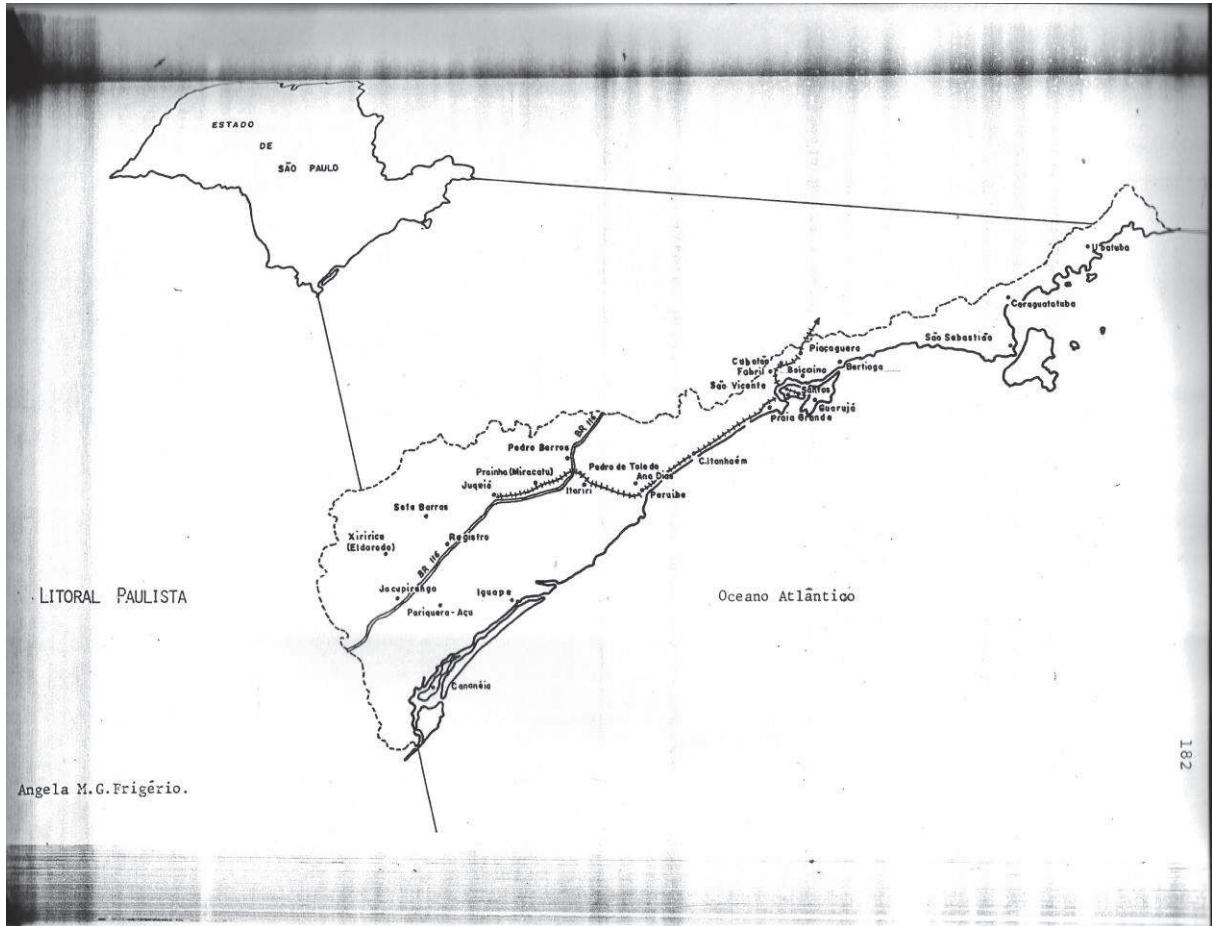 ESTADO
DE
SÃO PAULO
Ubatuba
Caraguatatuba
São Sebastião
Piaçaguera
Cubatão
Fabril
Bocaina
Bertioga
São Vicente
Santos
Guarujá
Praia Grande
BR 116
Pedro Barros
C.Itanhaém
Prainha(Miracatu)
Pedro de Toledo
Ana Dias
Juquiá
Itariri
Peruibe
Sete Barras
Xiririca
(Eldorado)
Registro
BR 116
Jacupiranga
Iguape
Pariquera-Açu
LITORAL PAULISTA
Oceano Atlântico
Cananéia
182
Angela M.G.Frigério.